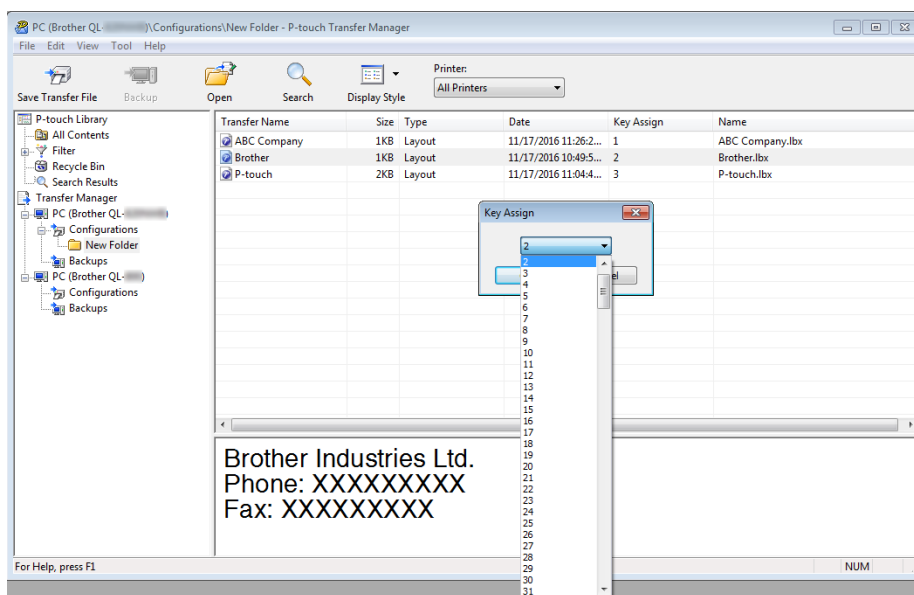 PC (Brother QL- )\Configurations\New Folder - P-touch Transfer Manager
File Edit View Tool Help
Save Transfer File
Backup
Open
Search
Display Style
Printer:
All Printers
P-touch Library
All Contents
Filter
Recycle Bin
Search Results
Transfer Manager
PC (Brother QL- )
Configurations
New Folder
Backups
PC (Brother QL- )
Configurations
Backups
Transfer Name Size Type Date Key Assign Name
ABC Company 1KB Layout 11/17/2016 11:26:2... 1 ABC Company.lbx
Brother 1KB Layout 11/17/2016 10:49:5... 2 Brother.lbx
P-touch 2KB Layout 11/17/2016 11:04:4... 3 P-touch.lbx
Key Assign
2
el
2
3
4
5
6
7
8
9
10
11
12
13
14
15
16
17
18
19
20
21
22
23
24
25
26
27
28
29
30
31
Brother Industries Ltd.
Phone: XXXXXXXXX
Fax: XXXXXXXXX
For Help, press F1
NUM